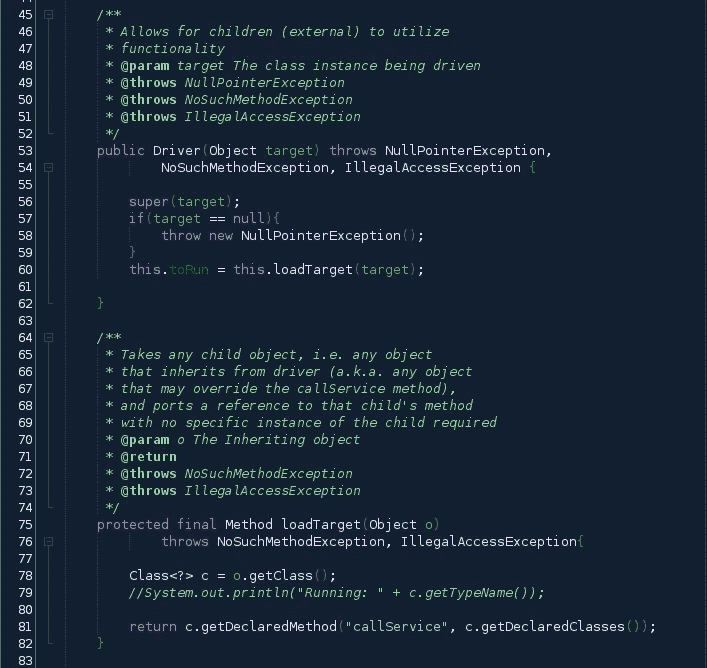 45 /**
46 * Allows for children (external) to utilize
47 * functionality
48 * @param target The class instance being driven
49 * @throws NullPointerException
50 * @throws NoSuchMethodException
51 * @throws IllegalAccessException
52 */
53 public Driver(Object target) throws NullPointerException,
54 NoSuchMethodException, IllegalAccessException {
55
56 super(target);
57 if(target == null){
58 throw new NullPointerException();
59 }
60 this.toRun = this.loadTarget(target);
61
62 }
63
64 /**
65 * Takes any child object, i.e. any object
66 * that inherits from driver (a.k.a. any object
67 * that may override the callService method),
68 * and ports a reference to that child's method
69 * with no specific instance of the child required
70 * @param o The Inheriting object
71 * @return
72 * @throws NoSuchMethodException
73 * @throws IllegalAccessException
74 */
75 protected final Method loadTarget(Object o)
76 throws NoSuchMethodException, IllegalAccessException{
77
78 Class<?> c = o.getClass();
79 //System.out.println("Running: " + c.getTypeName());
80
81 return c.getDeclaredMethod("callService", c.getDeclaredClasses());
82 }
83